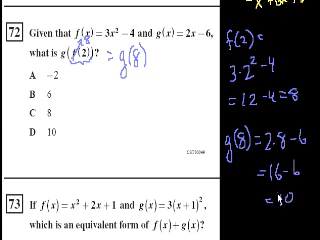 72 Given that f(x) = 3x² − 4 and g(x) = 2x − 6,
what is g(f(2))? = g(8)
8
A −2
B 6
C 8
D 10
73 If f(x) = x² + 2x + 1 and g(x) = 3(x + 1)²,
which is an equivalent form of f(x) + g(x)?
f(2) =
3·2² − 4
= 12 − 4 = 8
g(8) = 2·8 − 6
= 16 − 6
= 10